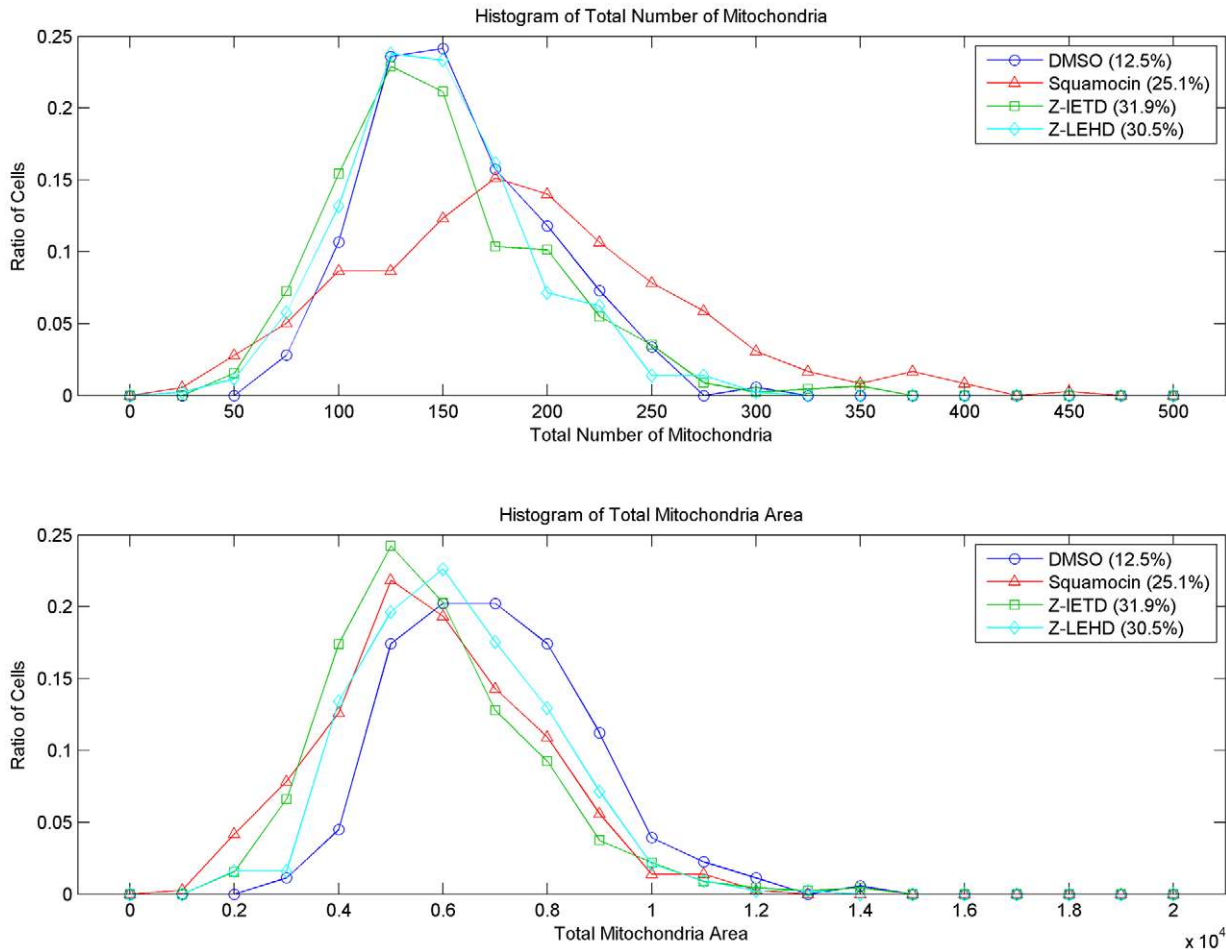 Histogram of Total Number of Mitochondria
0.25
0.2
0.15
0.1
0.05
0
Ratio of Cells
DMSO (12.5%)
Squamocin (25.1%)
Z-IETD (31.9%)
Z-LEHD (30.5%)
0 50 100 150 200 250 300 350 400 450 500
Total Number of Mitochondria
Histogram of Total Mitochondria Area
0.25
0.2
0.15
0.1
0.05
0
Ratio of Cells
DMSO (12.5%)
Squamocin (25.1%)
Z-IETD (31.9%)
Z-LEHD (30.5%)
0 0.2 0.4 0.6 0.8 1 1.2 1.4 1.6 1.8 2
Total Mitochondria Area
x 10^4